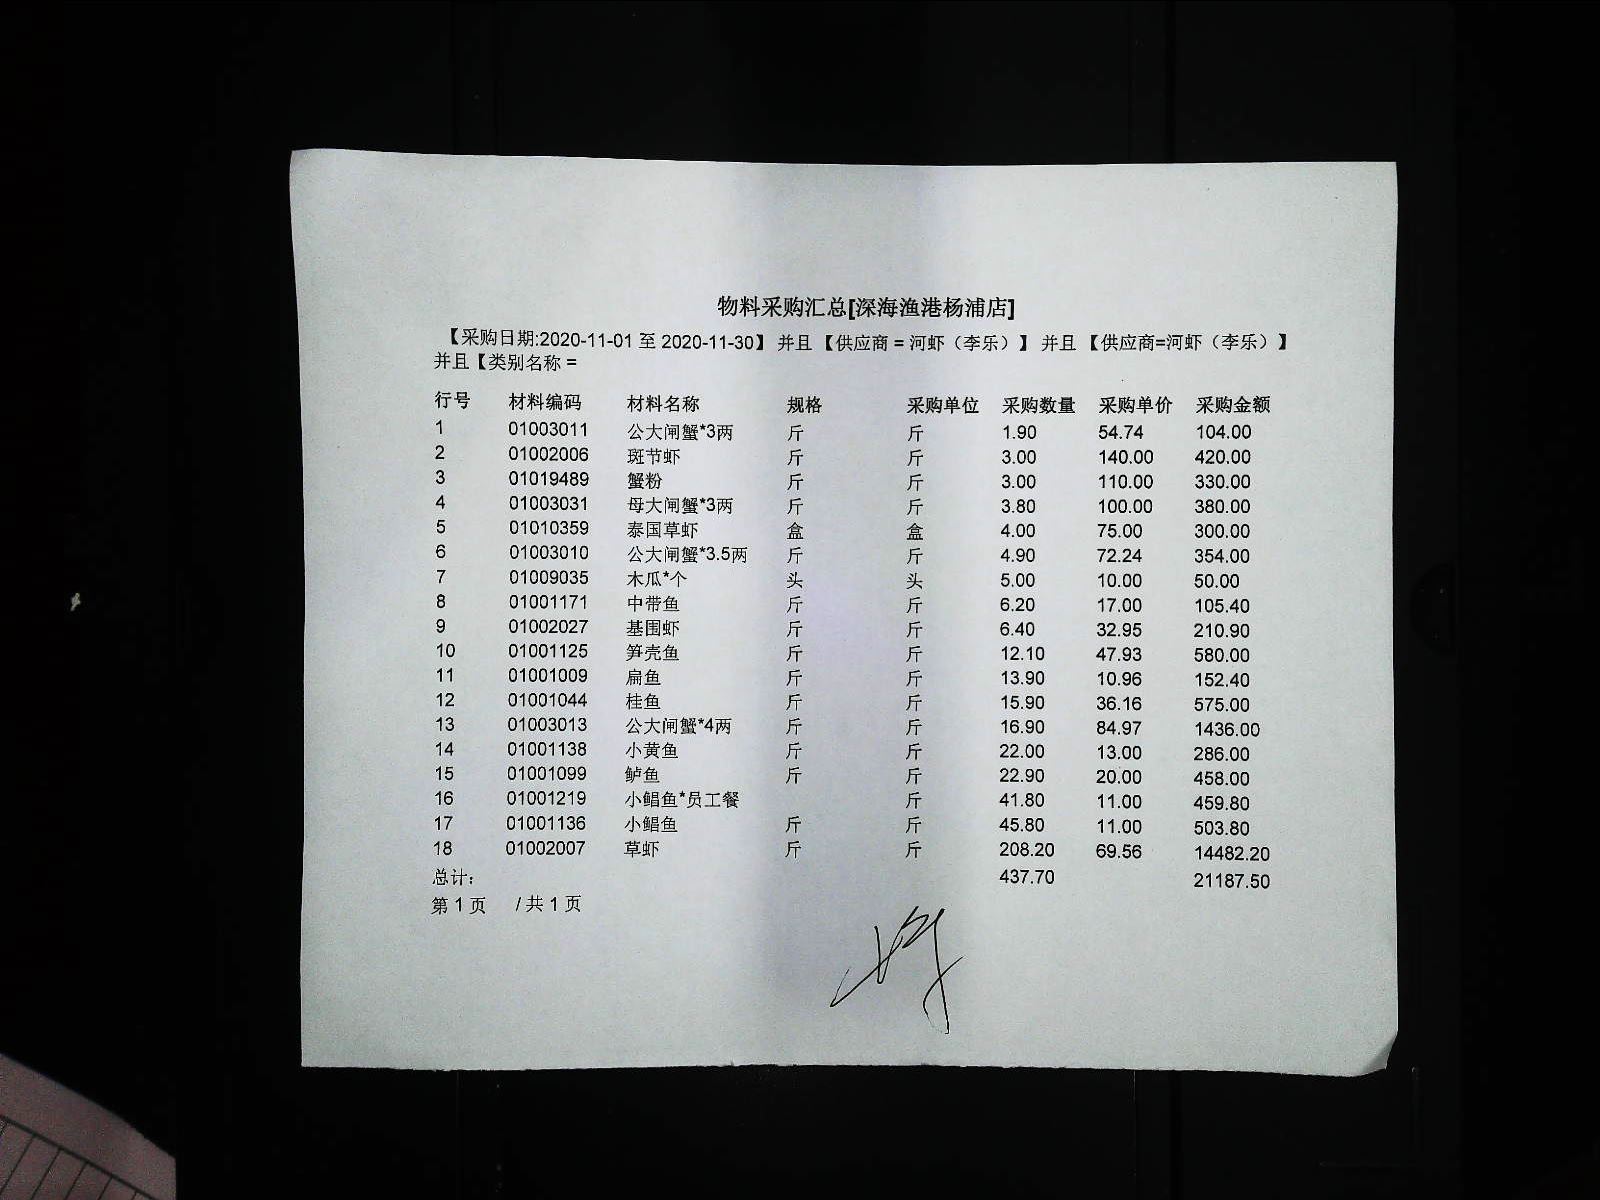 物料采购汇总[深海渔港杨浦店]
【采购日期:2020-11-01 至 2020-11-30】 并且 【供应商 = 河虾（李乐）】 并且 【供应商=河虾（李乐）】
并且【类别名称 =
行号 材料编码 材料名称 规格 采购单位 采购数量 采购单价 采购金额
1 01003011 公大闸蟹*3两 斤 斤 1.90 54.74 104.00
2 01002006 斑节虾 斤 斤 3.00 140.00 420.00
3 01019489 蟹粉 斤 斤 3.00 110.00 330.00
4 01003031 母大闸蟹*3两 斤 斤 3.80 100.00 380.00
5 01010359 泰国草虾 盒 盒 4.00 75.00 300.00
6 01003010 公大闸蟹*3.5两 斤 斤 4.90 72.24 354.00
7 01009035 木瓜*个 头 头 5.00 10.00 50.00
8 01001171 中带鱼 斤 斤 6.20 17.00 105.40
9 01002027 基围虾 斤 斤 6.40 32.95 210.90
10 01001125 笋壳鱼 斤 斤 12.10 47.93 580.00
11 01001009 扁鱼 斤 斤 13.90 10.96 152.40
12 01001044 桂鱼 斤 斤 15.90 36.16 575.00
13 01003013 公大闸蟹*4两 斤 斤 16.90 84.97 1436.00
14 01001138 小黄鱼 斤 斤 22.00 13.00 286.00
15 01001099 鲈鱼 斤 斤 22.90 20.00 458.00
16 01001219 小鲳鱼*员工餐 斤 41.80 11.00 459.80
17 01001136 小鲳鱼 斤 斤 45.80 11.00 503.80
18 01002007 草虾 斤 斤 208.20 69.56 14482.20
总计: 437.70 21187.50
第 1 页 / 共 1 页